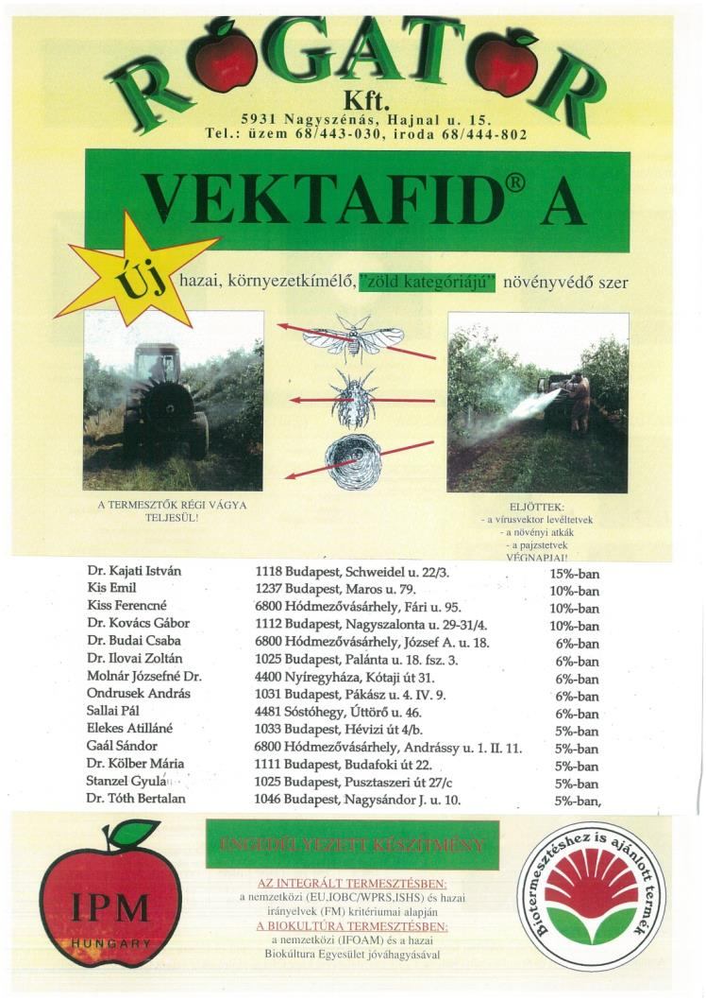 RÓGATOR
Kft.
5931 Nagyszénás, Hajnal u. 15.
Tel.: üzem 68/443-030, iroda 68/444-802
VEKTAFID® A
Új
hazai, környezetkímélő, "zöld kategóriájú" növényvédő szer
A TERMESZTŐK RÉGI VÁGYA
TELJESÜL!
ELJÖTTEK:
- a vírusvektor levéltetvek
- a növényi atkák
- a pajzstetvek
VÉGNAPJAI!
Dr. Kajati István 1118 Budapest, Schweidel u. 22/3. 15%-ban
Kis Emil 1237 Budapest, Maros u. 79. 10%-ban
Kiss Ferencné 6800 Hódmezővásárhely, Fári u. 95. 10%-ban
Dr. Kovács Gábor 1112 Budapest, Nagyszalonta u. 29-31/4. 10%-ban
Dr. Budai Csaba 6800 Hódmezővásárhely, József A. u. 18. 6%-ban
Dr. Ilovai Zoltán 1025 Budapest, Palánta u. 18. fsz. 3. 6%-ban
Molnár Józsefné Dr. 4400 Nyíregyháza, Kótaji út 31. 6%-ban
Ondrusek András 1031 Budapest, Pákász u. 4. IV. 9. 6%-ban
Sallai Pál 4481 Sóstóhegy, Úttörő u. 46. 6%-ban
Elekes Atilláné 1033 Budapest, Hévizi út 4/b. 5%-ban
Gaál Sándor 6800 Hódmezővásárhely, Andrássy u. 1. II. 11. 5%-ban
Dr. Kölber Mária 1111 Budapest, Budafoki út 22. 5%-ban
Stanzel Gyula 1025 Budapest, Pusztaszeri út 27/c 5%-ban
Dr. Tóth Bertalan 1046 Budapest, Nagysándor J. u. 10. 5%-ban,
IPM
HUNGARY
ENGEDÉLYEZETT KÉSZÍTMÉNY
AZ INTEGRÁLT TERMESZTÉSBEN:
a nemzetközi (EU,IOBC/WPRS,ISHS) és hazai
irányelvek (FM) kritériumai alapján
A BIOKULTÚRA TERMESZTÉSBEN:
a nemzetközi (IFOAM) és a hazai
Biokúltura Egyesület jóváhagyásával
Biotermesztéshez is ajánlott termék